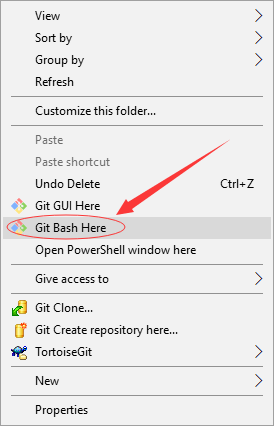 View
Sort by
Group by
Refresh
Customize this folder...
Paste
Paste shortcut
Undo Delete Ctrl+Z
Git GUI Here
Git Bash Here
Open PowerShell window here
Give access to
Git Clone...
Git Create repository here...
TortoiseGit
New
Properties